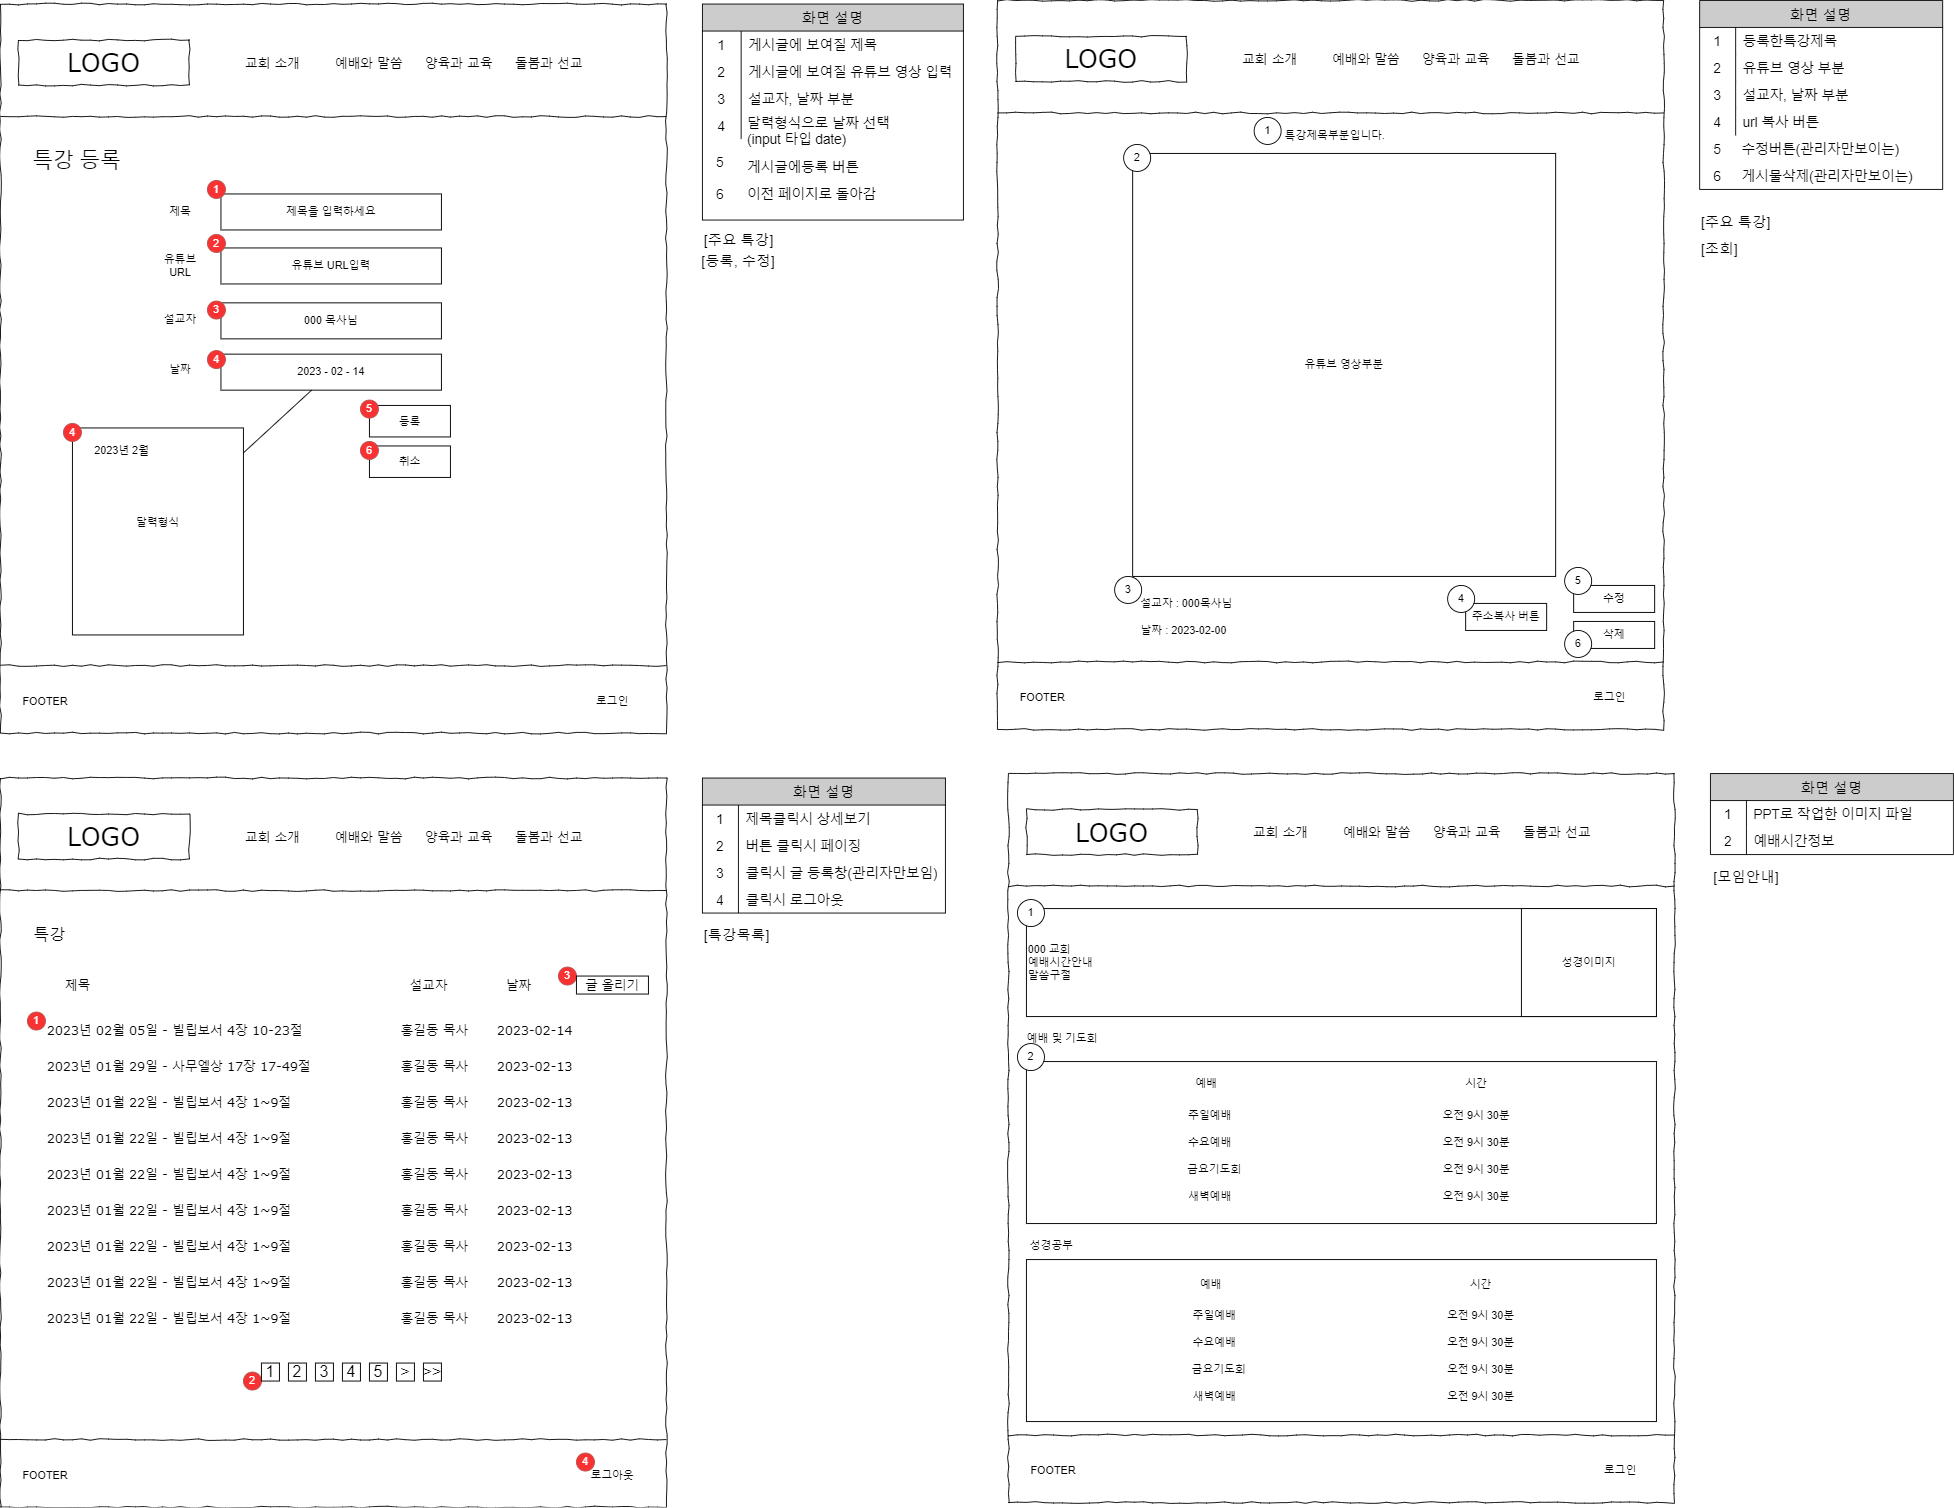 LOGO
교회 소개 예배와 말씀 양육과 교육 돌봄과 선교
특강 등록
1
제목 제목을 입력하세요
2
유튜브
URL
유튜브 URL입력
3
설교자 000 목사님
4
날짜 2023 - 02 - 14
5
등록
6
취소
4
2023년 2월
달력형식
FOOTER 로그인
화면 설명
1 게시글에 보여질 제목
2 게시글에 보여질 유튜브 영상 입력
3 설교자, 날짜 부분
4 달력형식으로 날짜 선택
(input 타입 date)
5 게시글에등록 버튼
6 이전 페이지로 돌아감
[주요 특강]
[등록, 수정]
LOGO
교회 소개 예배와 말씀 양육과 교육 돌봄과 선교
1 특강제목부분입니다.
2
유튜브 영상부분
3
설교자 : 000목사님
날짜 : 2023-02-00
4
주소복사 버튼
5
수정
6
삭제
FOOTER 로그인
화면 설명
1 등록한특강제목
2 유튜브 영상 부분
3 설교자, 날짜 부분
4 url 복사 버튼
5 수정버튼(관리자만보이는)
6 게시물삭제(관리자만보이는)
[주요 특강]
[조회]
LOGO
교회 소개 예배와 말씀 양육과 교육 돌봄과 선교
특강
제목 설교자 날짜 3 글 올리기
1
2023년 02월 05일 - 빌립보서 4장 10-23절 홍길동 목사 2023-02-14
2023년 01월 29일 - 사무엘상 17장 17-49절 홍길동 목사 2023-02-13
2023년 01월 22일 - 빌립보서 4장 1~9절 홍길동 목사 2023-02-13
2023년 01월 22일 - 빌립보서 4장 1~9절 홍길동 목사 2023-02-13
2023년 01월 22일 - 빌립보서 4장 1~9절 홍길동 목사 2023-02-13
2023년 01월 22일 - 빌립보서 4장 1~9절 홍길동 목사 2023-02-13
2023년 01월 22일 - 빌립보서 4장 1~9절 홍길동 목사 2023-02-13
2023년 01월 22일 - 빌립보서 4장 1~9절 홍길동 목사 2023-02-13
2023년 01월 22일 - 빌립보서 4장 1~9절 홍길동 목사 2023-02-13
2 1 2 3 4 5 > >>
4
FOOTER 로그아웃
화면 설명
1 제목클릭시 상세보기
2 버튼 클릭시 페이징
3 클릭시 글 등록창(관리자만보임)
4 클릭시 로그아웃
[특강목록]
LOGO
교회 소개 예배와 말씀 양육과 교육 돌봄과 선교
1
000 교회
예배시간안내
말씀구절
성경이미지
예배 및 기도회
2
예배 시간
주일예배 오전 9시 30분
수요예배 오전 9시 30분
금요기도회 오전 9시 30분
새벽예배 오전 9시 30분
성경공부
예배 시간
주일예배 오전 9시 30분
수요예배 오전 9시 30분
금요기도회 오전 9시 30분
새벽예배 오전 9시 30분
FOOTER 로그인
화면 설명
1 PPT로 작업한 이미지 파일
2 예배시간정보
[모임안내]